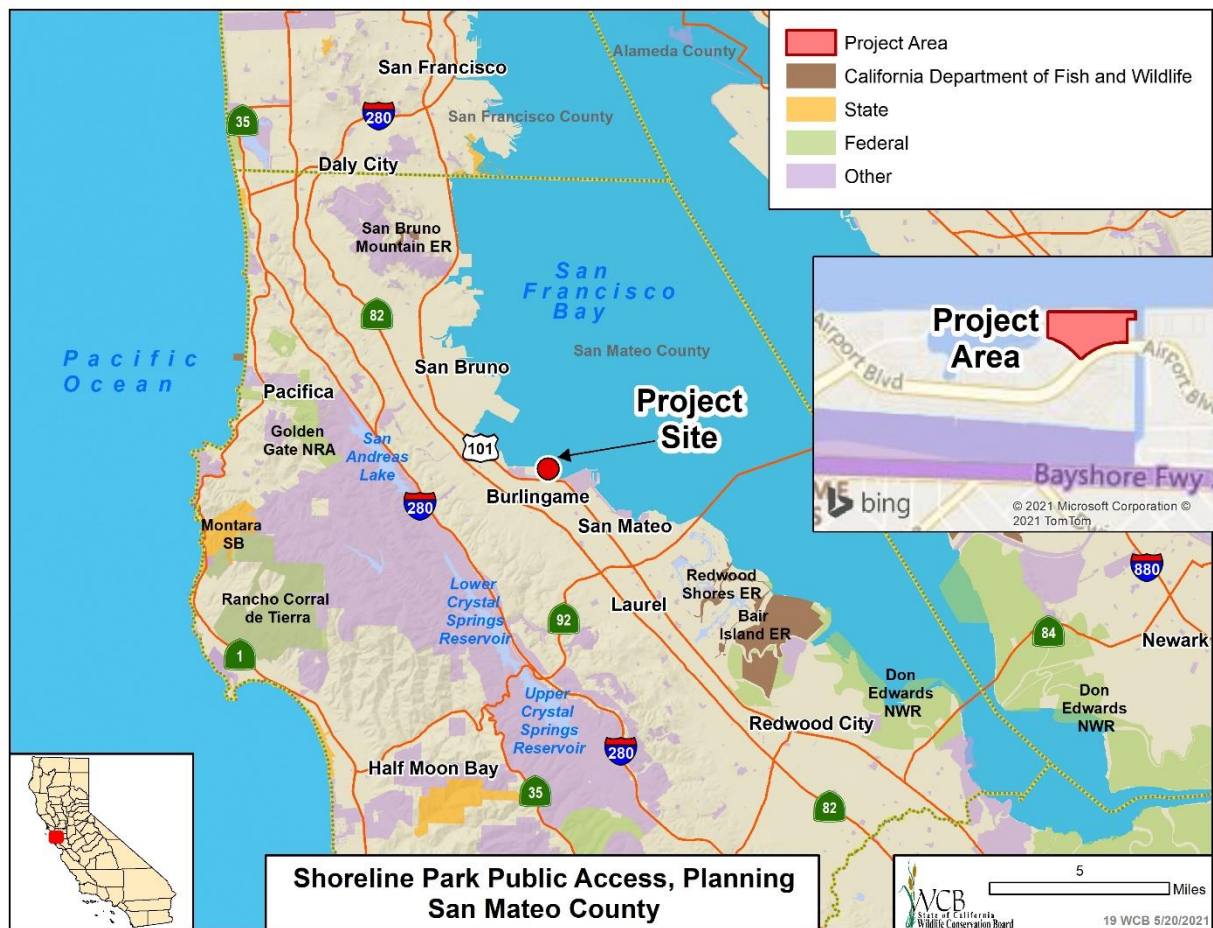 San Francisco
Alameda County
San Francisco County
35
280
Daly City
San Bruno
Mountain ER
82
San
Francisco
Bay
San Mateo County
Pacific
Ocean
San Bruno
Pacifica
Golden
Gate NRA
San
Andreas
Lake
101
Project
Site
Burlingame
280
San Mateo
Montara
SB
Rancho Corral
de Tierra
Lower
Crystal
Springs
Reservoir
92
Laurel
Redwood
Shores ER
Bair
Island ER
1
880
84
Newark
Don
Edwards
NWR
Don
Edwards
NWR
Upper
Crystal
Springs
Reservoir
280
Redwood City
Half Moon Bay
35
82
Project Area
California Department of Fish and Wildlife
State
Federal
Other
Project
Area
Airport Blvd
Airport Blvd
Bayshore Fwy
bing
© 2021 Microsoft Corporation ©
2021 TomTom
Shoreline Park Public Access, Planning
San Mateo County
WCB
State of California
Wildlife Conservation Board
5
Miles
19 WCB 5/20/2021